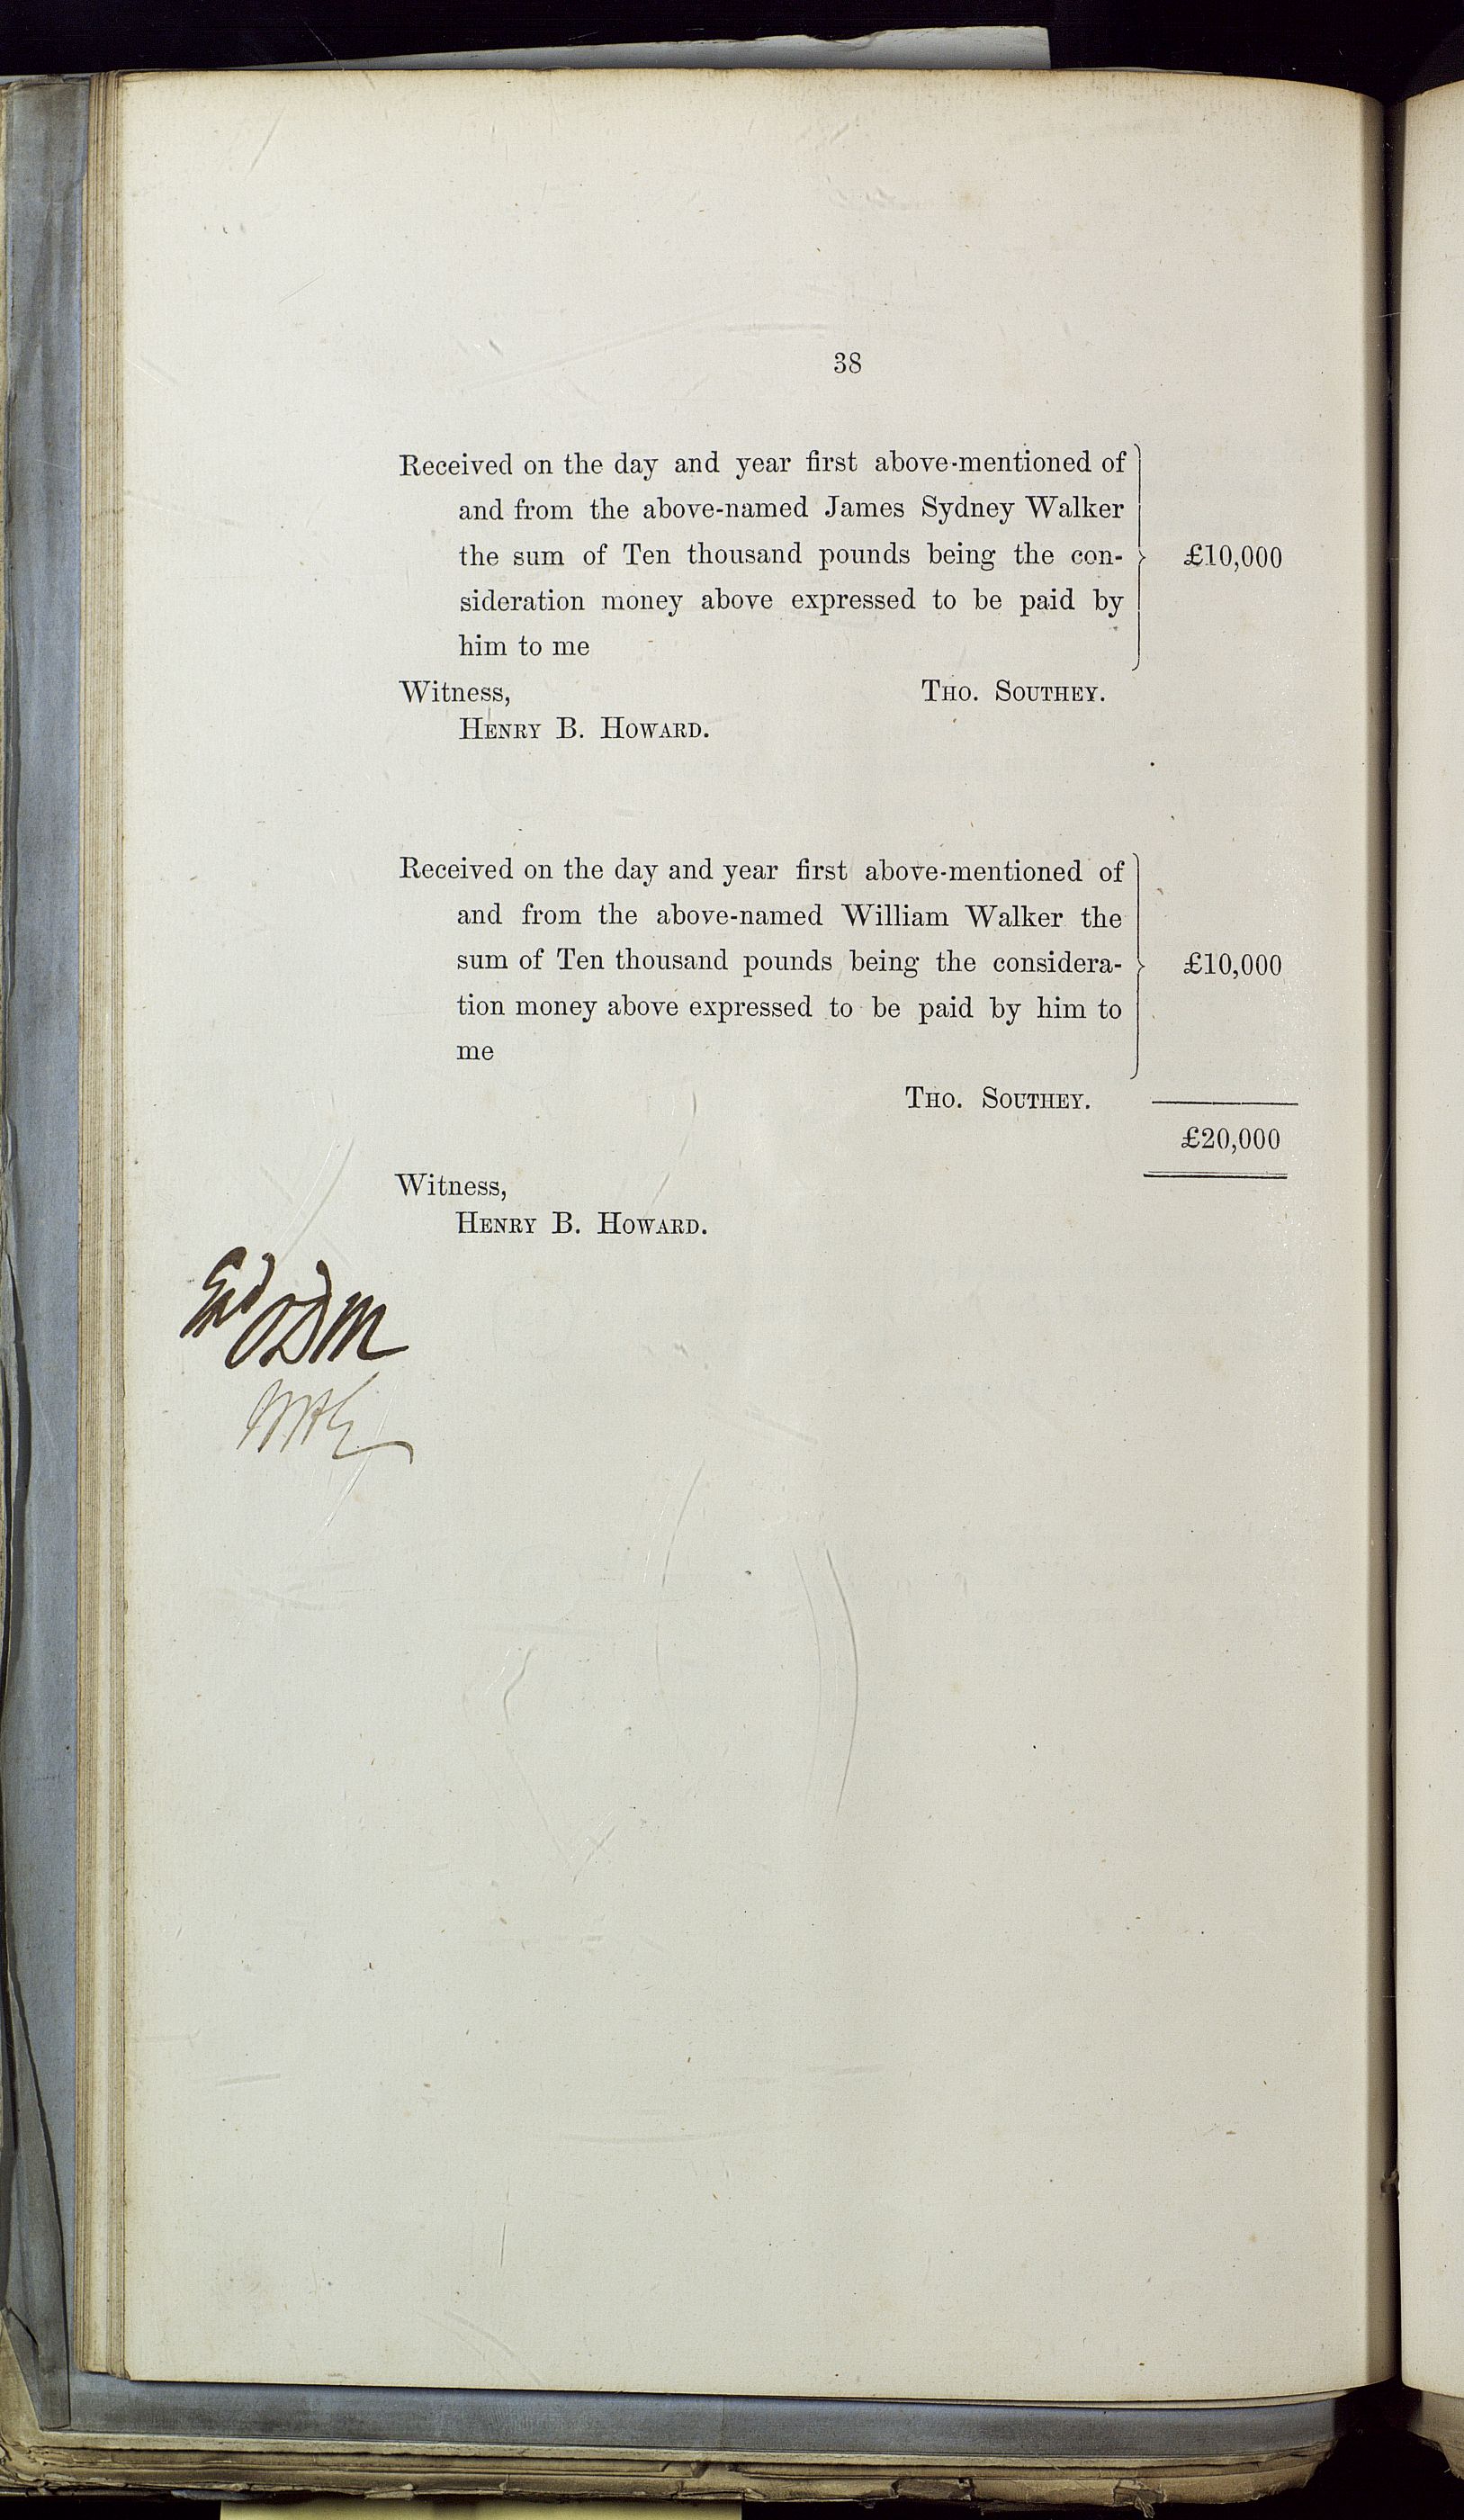 38
Received on the day and year first above-mentioned of
and from the above-named James Sydney Walker
the sum of Ten thousand pounds being the con-
sideration money above expressed to be paid by
him to me
£10,000
Witness,
THO. SOUTHEY.
HENRY B. HOWARD.
Received on the day and year first above-mentioned of
and from the above-named William Walker the
sum of Ten thousand pounds being the considera-
tion money above expressed to be paid by him to
me
£10,000
THO. SOUTHEY.
£20,000
Witness,
HENRY B. HOWARD.